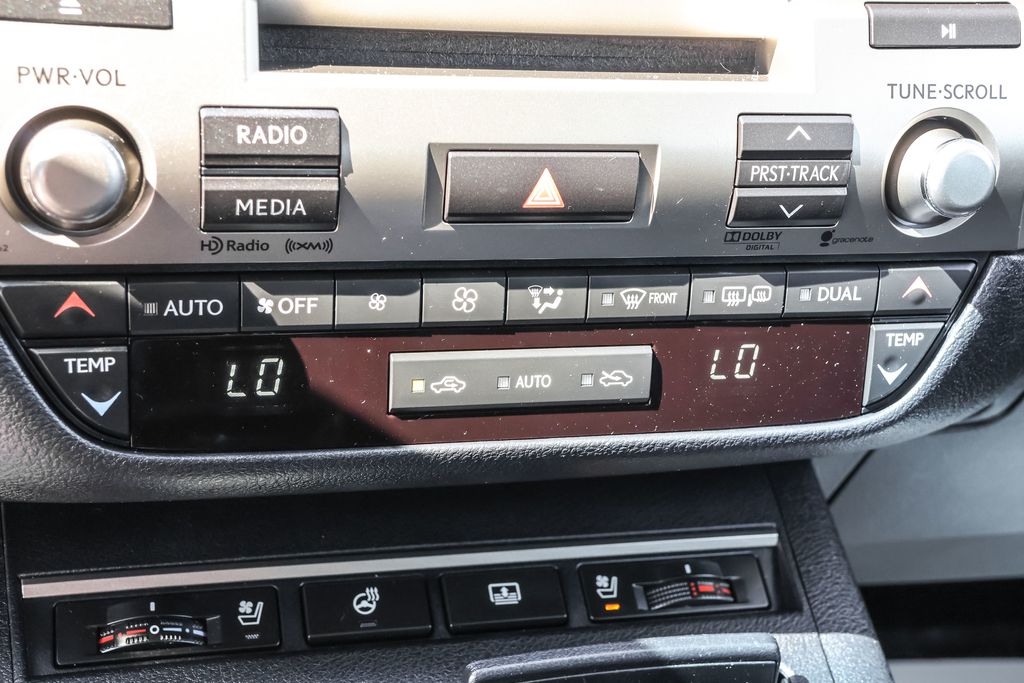 PWR·VOL
TUNE·SCROLL
RADIO
MEDIA
PRST·TRACK
HD Radio
((XM))
DOLBY
DIGITAL
gracenote
AUTO
OFF
FRONT
DUAL
TEMP
LO
AUTO
LO
TEMP